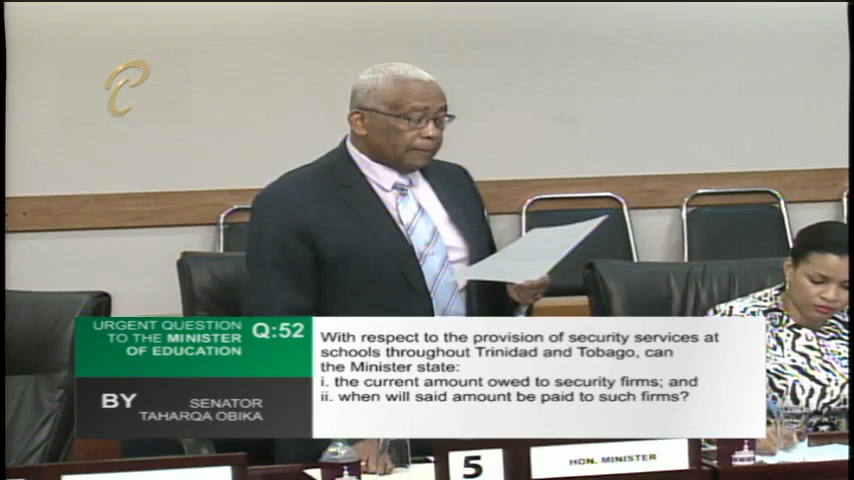 URGENT QUESTION
TO THE MINISTER
OF EDUCATION
Q:52
BY
SENATOR
TAHARQA OBIKA
With respect to the provision of security services at
schools throughout Trinidad and Tobago, can
the Minister state:
i. the current amount owed to security firms; and
ii. when will said amount be paid to such firms?
5
HON. MINISTER